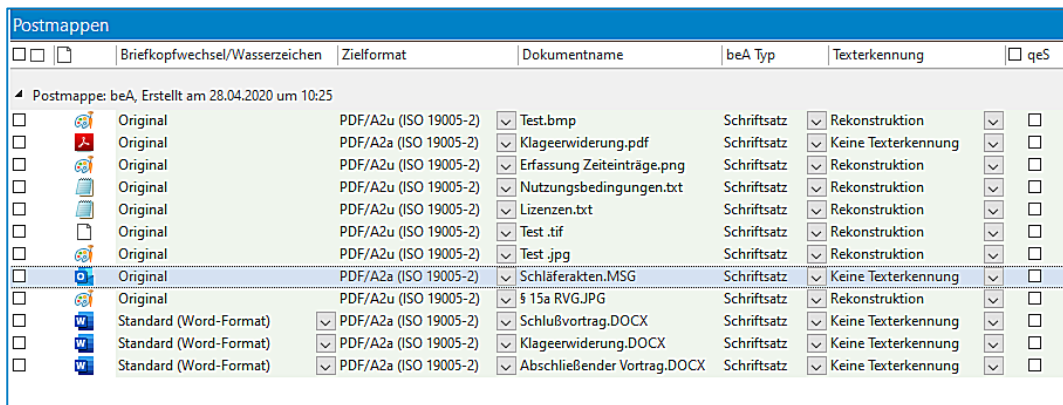 Postmappen
Briefkopfwechsel/Wasserzeichen Zielformat Dokumentname beA Typ Texterkennung qeS
Postmappe: beA, Erstellt am 28.04.2020 um 10:25
Original PDF/A2u (ISO 19005-2) Test.bmp Schriftsatz Rekonstruktion
Original PDF/A2a (ISO 19005-2) Klageerwiderung.pdf Schriftsatz Keine Texterkennung
Original PDF/A2u (ISO 19005-2) Erfassung Zeiteinträge.png Schriftsatz Rekonstruktion
Original PDF/A2u (ISO 19005-2) Nutzungsbedingungen.txt Schriftsatz Rekonstruktion
Original PDF/A2u (ISO 19005-2) Lizenzen.txt Schriftsatz Rekonstruktion
Original PDF/A2u (ISO 19005-2) Test .tif Schriftsatz Rekonstruktion
Original PDF/A2u (ISO 19005-2) Test .jpg Schriftsatz Rekonstruktion
Original PDF/A2a (ISO 19005-2) Schläferakten.MSG Schriftsatz Keine Texterkennung
Original PDF/A2u (ISO 19005-2) § 15a RVG.JPG Schriftsatz Rekonstruktion
Standard (Word-Format) PDF/A2a (ISO 19005-2) Schlußvortrag.DOCX Schriftsatz Keine Texterkennung
Standard (Word-Format) PDF/A2a (ISO 19005-2) Klageerwiderung.DOCX Schriftsatz Keine Texterkennung
Standard (Word-Format) PDF/A2a (ISO 19005-2) Abschließender Vortrag.DOCX Schriftsatz Keine Texterkennung